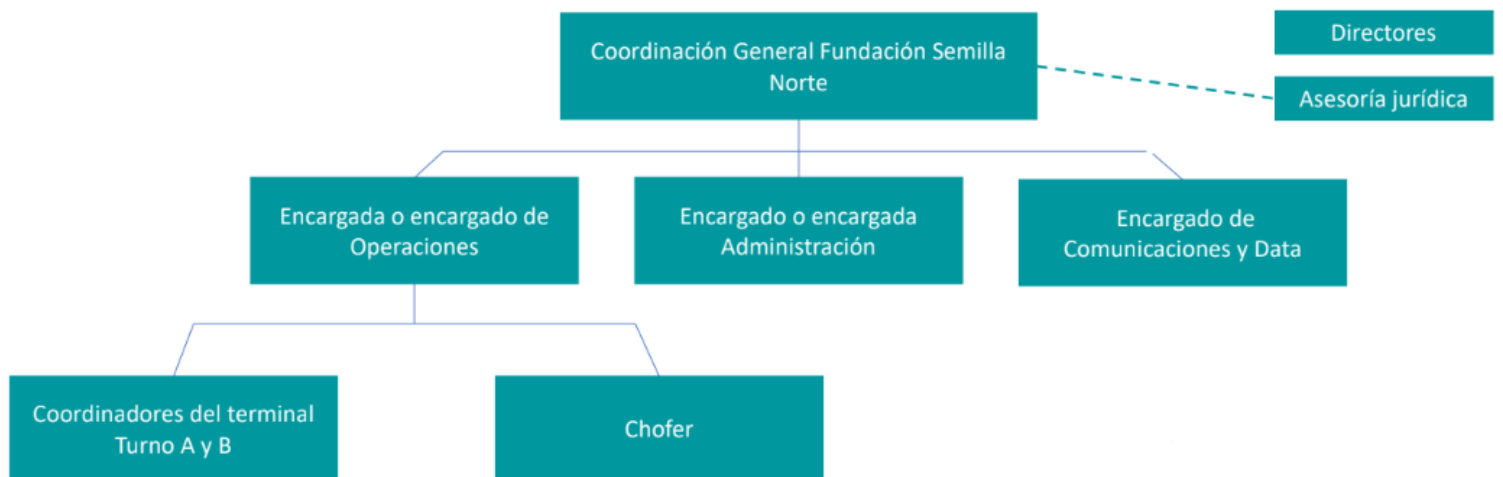 Coordinación General Fundación Semilla
Norte
Directores
Asesoría jurídica
Encargada o encargado de
Operaciones
Encargado o encargada
Administración
Encargado de
Comunicaciones y Data
Coordinadores del terminal
Turno A y B
Chofer